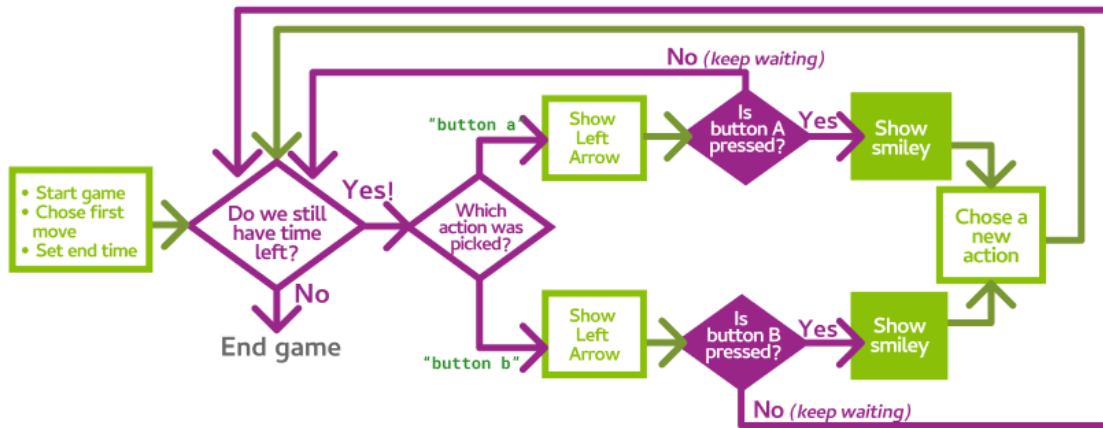 No (keep waiting)
"button a"
Show
Left
Arrow
Is
button A
pressed?
Yes
Show
smiley
• Start game
• Chose first
move
• Set end time
Do we still
have time
left?
Yes!
Which
action was
picked?
Chose a
new
action
No
End game
"button b"
Show
Left
Arrow
Is
button B
pressed?
Yes
Show
smiley
No (keep waiting)